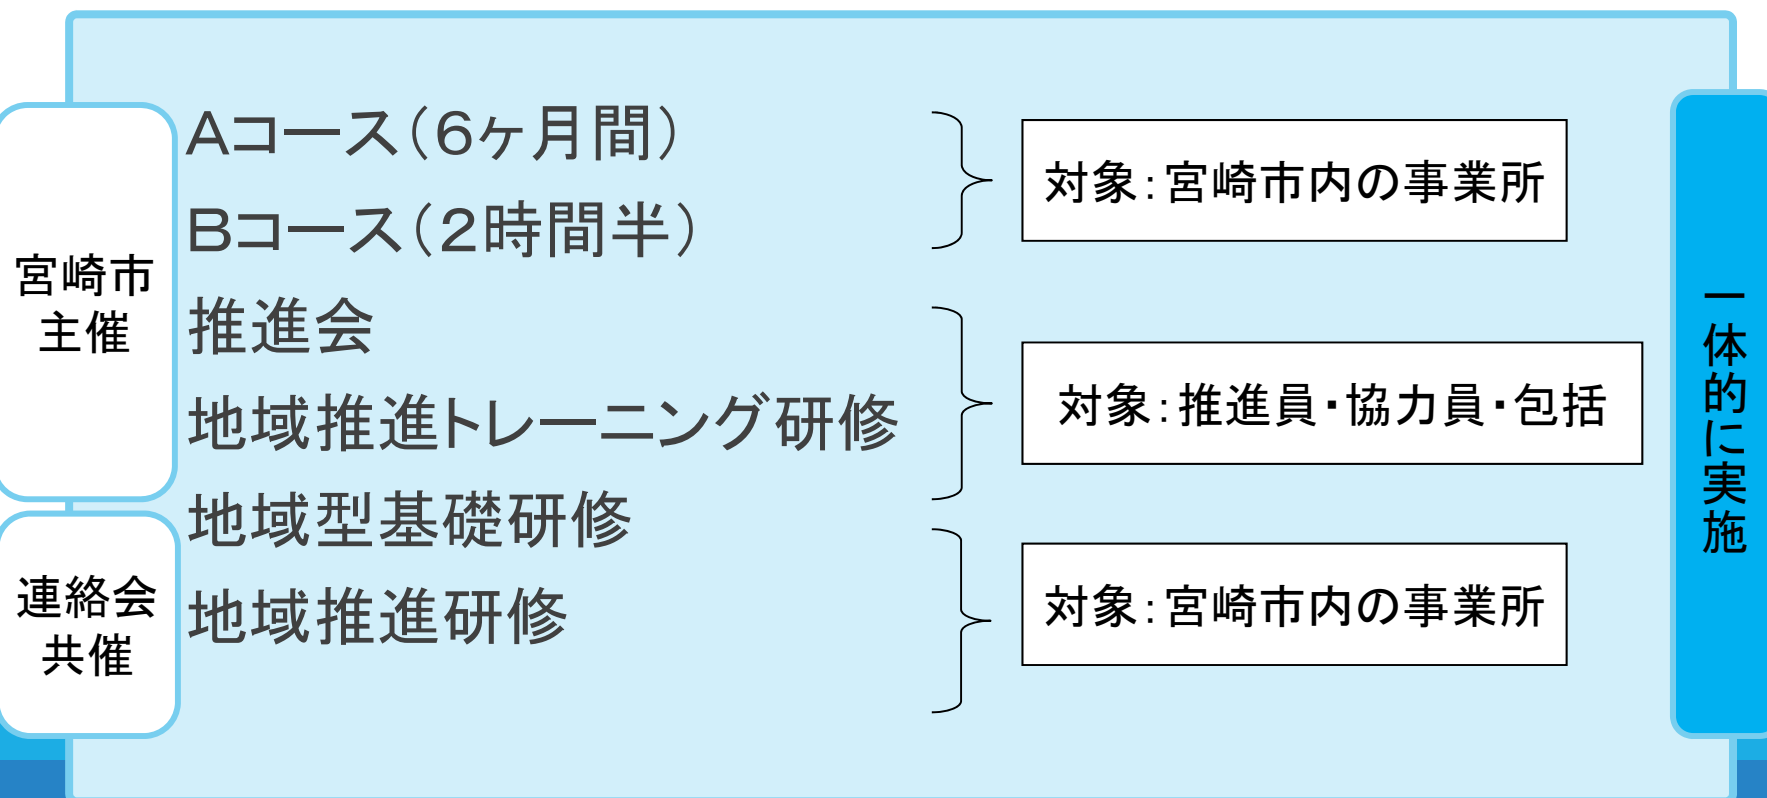 宮崎市
主催
連絡会
共催
Aコース（6ヶ月間）
Bコース（2時間半）
推進会
地域推進トレーニング研修
地域型基礎研修
地域推進研修
対象：宮崎市内の事業所
対象：推進員・協力員・包括
対象：宮崎市内の事業所
一体的に実施